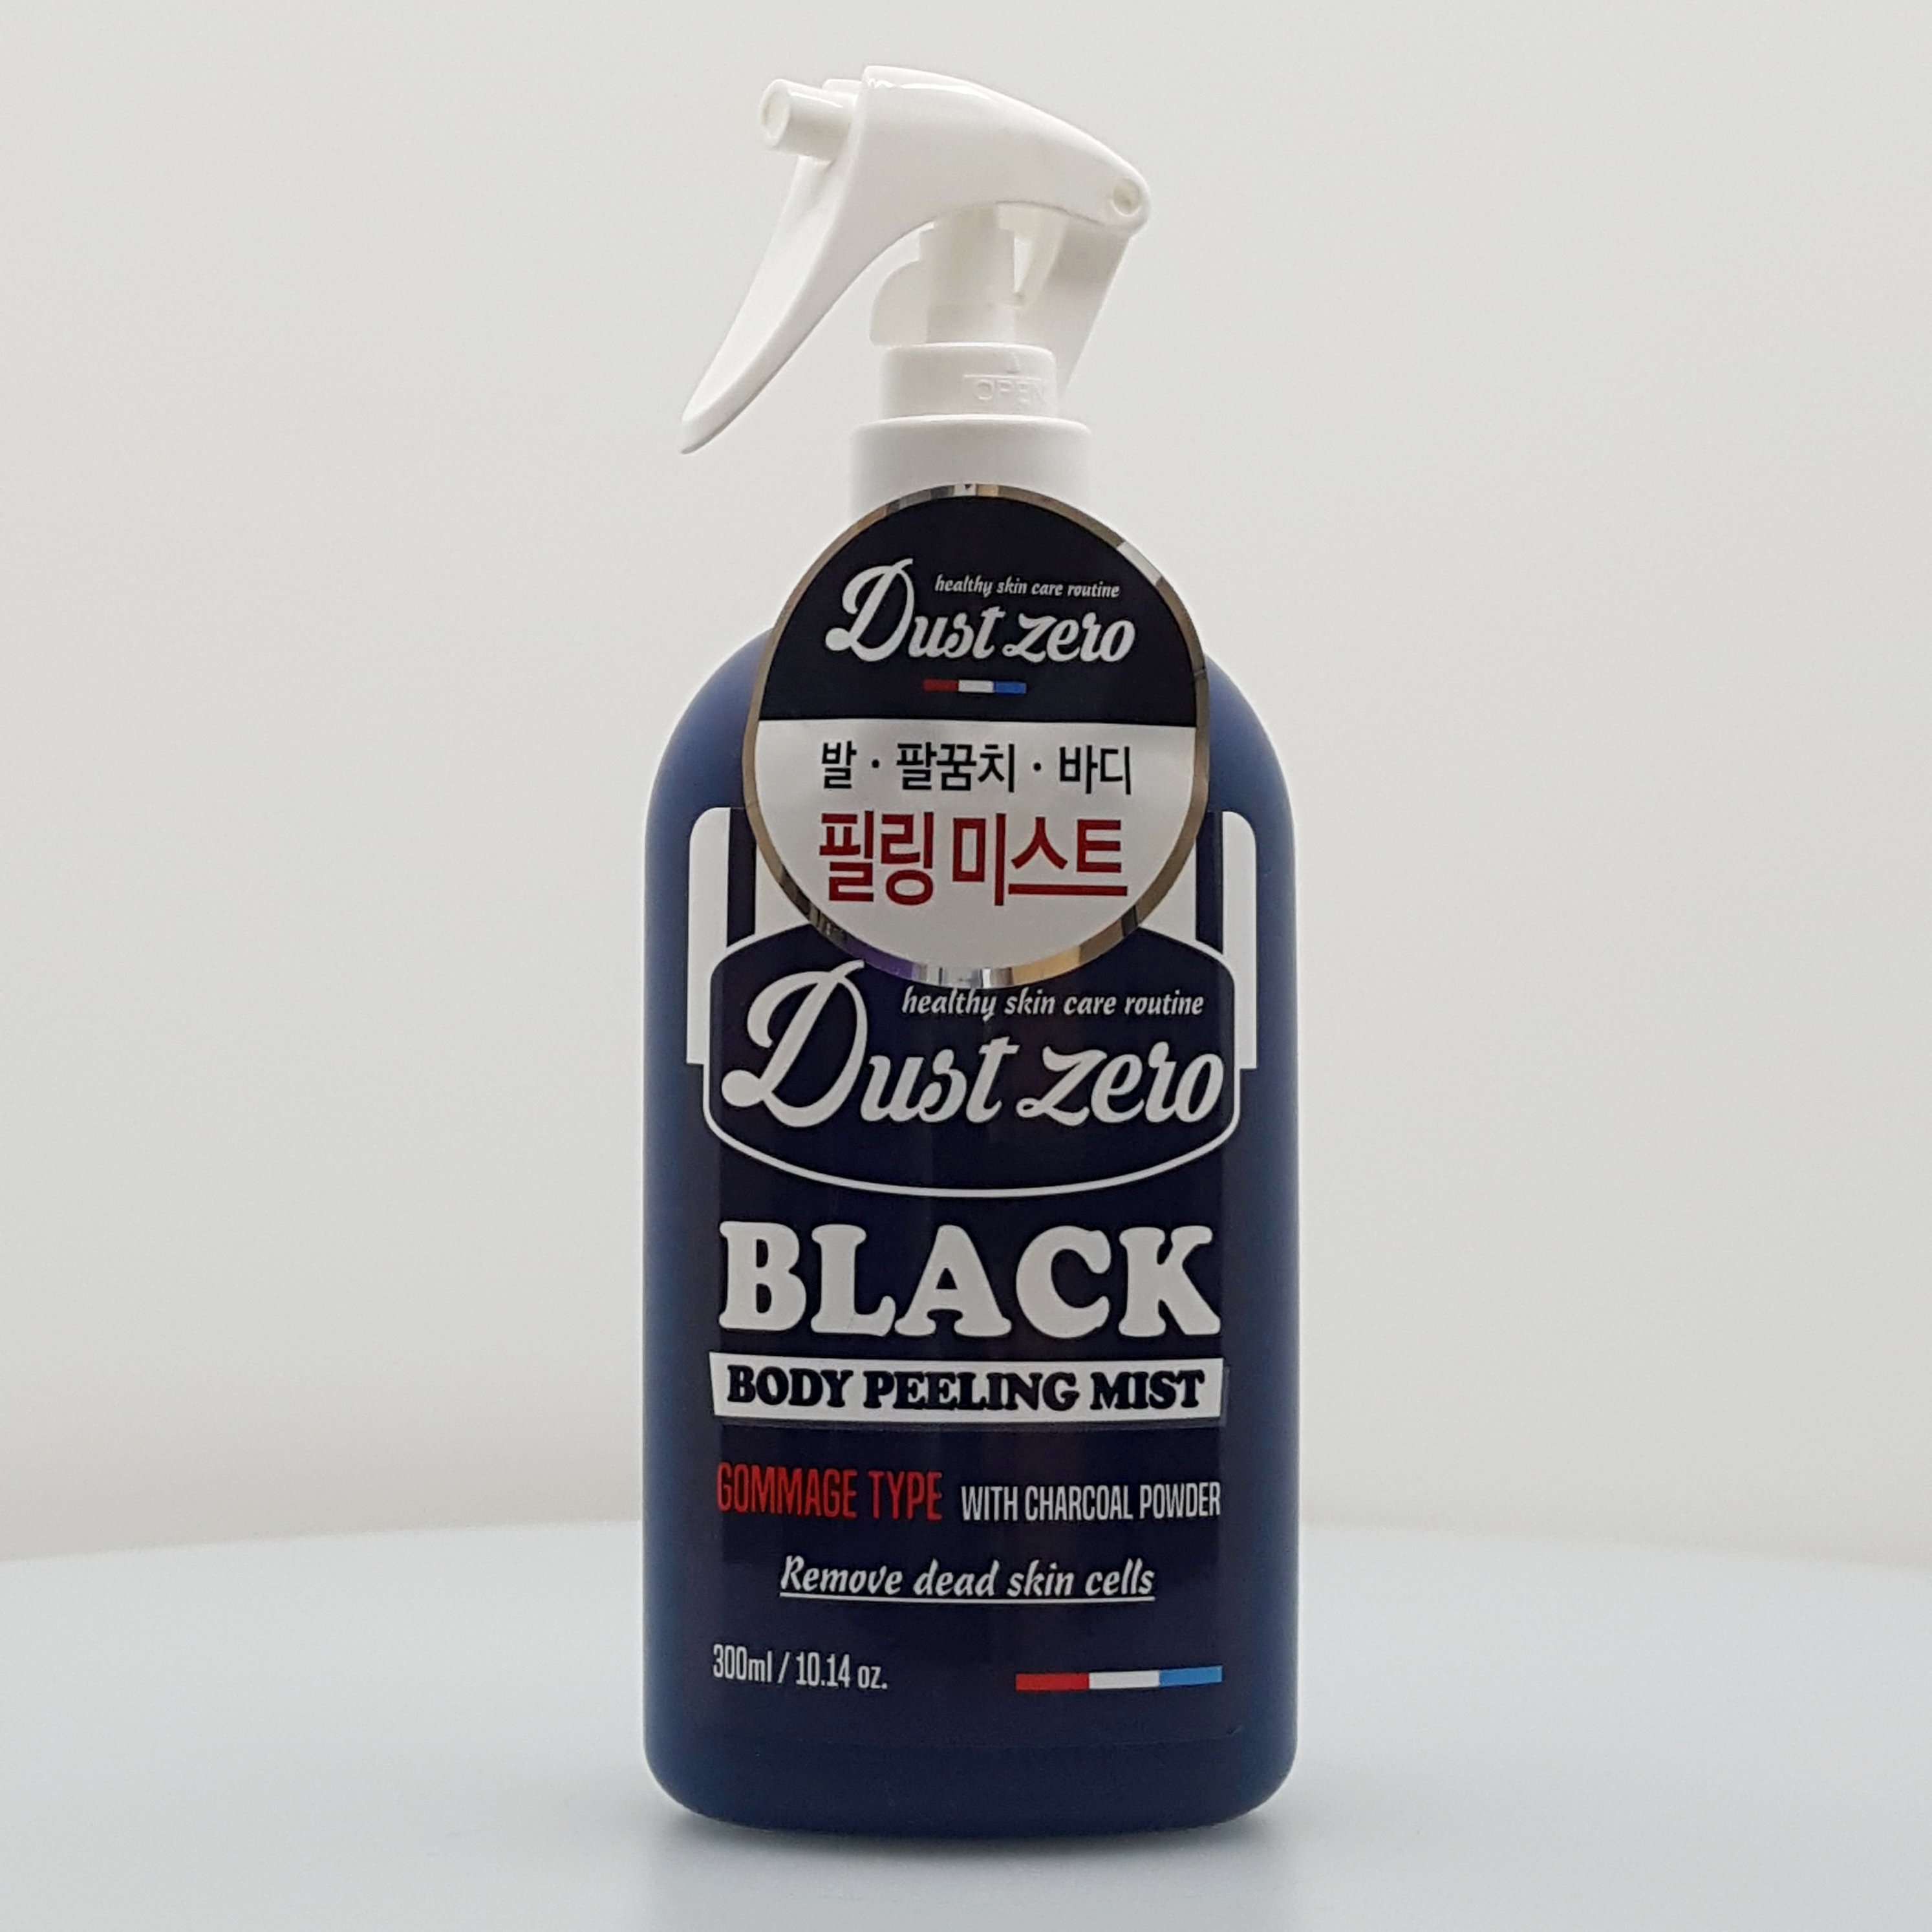 OPEN
healthy skin care routine
Dust zero
발 · 팔꿈치 · 바디
필링 미스트
healthy skin care routine
Dust zero
BLACK
BODY PEELING MIST
GOMMAGE TYPE WITH CHARCOAL POWDER
Remove dead skin cells
300ml / 10.14 oz.